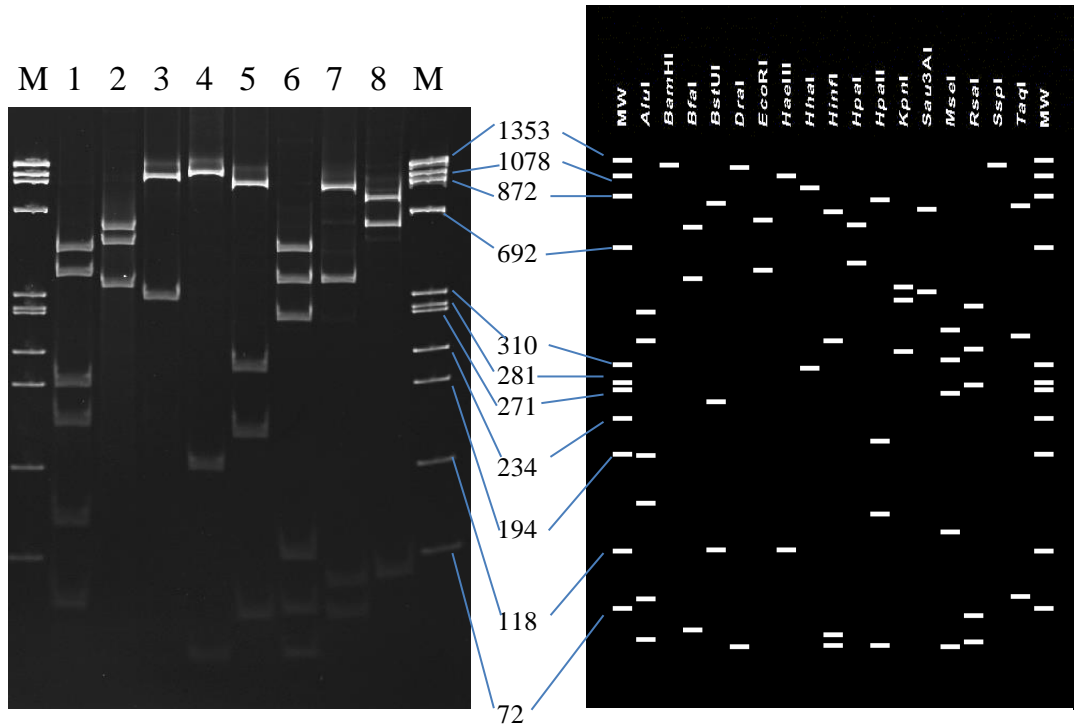 M 1 2 3 4 5 6 7 8 M
1353
1078
872
692
310
281
271
234
194
118
72
MW
AluI
BamHI
BfaI
BstUI
DraI
EcoRI
HaeIII
HhaI
HinfI
HpaI
HpaII
KpnI
Sau3AI
MseI
RsaI
SspI
TaqI
MW